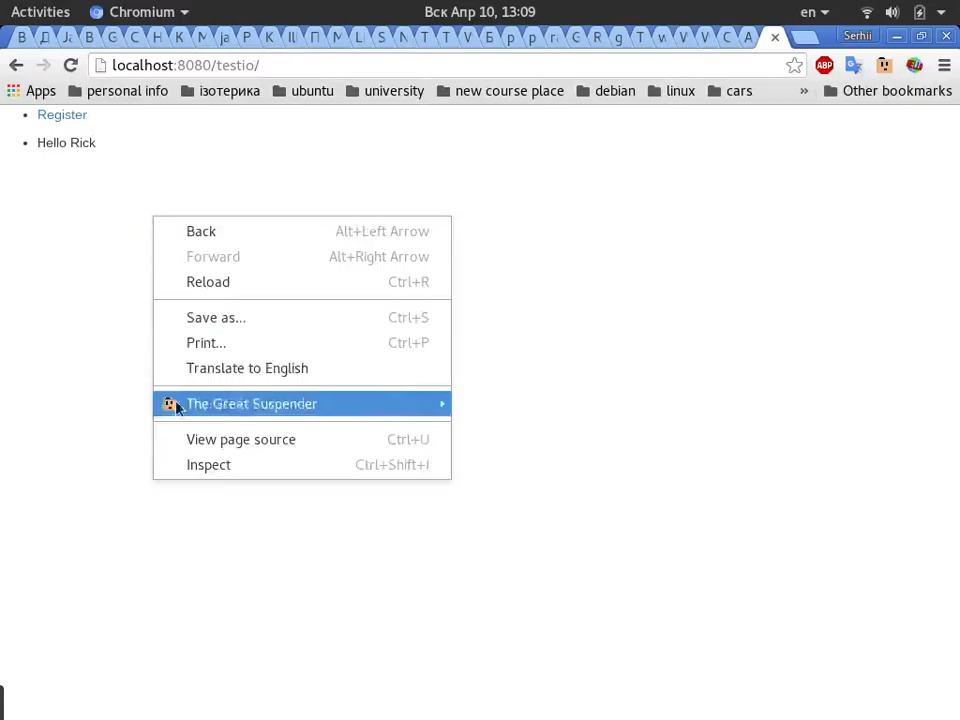 Activities Chromium Вск Апр 10, 13:09 en
Serhii
localhost:8080/testio/ ABP
Apps personal info ізотерика ubuntu university new course place debian linux cars » Other bookmarks
• Register
• Hello Rick
Back Alt+Left Arrow
Forward Alt+Right Arrow
Reload Ctrl+R
Save as... Ctrl+S
Print... Ctrl+P
Translate to English
The Great Suspender
View page source Ctrl+U
Inspect Ctrl+Shift+I